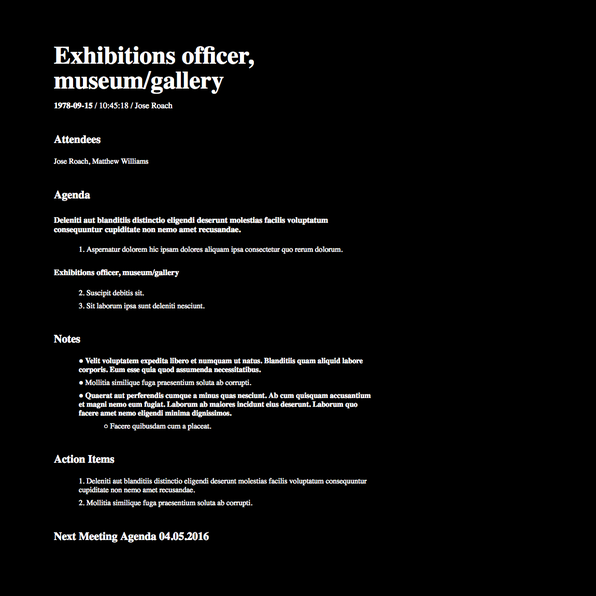 Exhibitions officer,
museum/gallery
1978-09-15 / 10:45:18 / Jose Roach
Attendees
Jose Roach, Matthew Williams
Agenda
Deleniti aut blanditiis distinctio eligendi deserunt molestias facilis voluptatum
consequuntur cupiditate non nemo amet recusandae.
1. Aspernatur dolorem hic ipsam dolores aliquam ipsa consectetur quo rerum dolorum.
Exhibitions officer, museum/gallery
2. Suscipit debitis sit.
3. Sit laborum ipsa sunt deleniti nesciunt.
Notes
● Velit voluptatem expedita libero et numquam ut natus. Blanditiis quam aliquid labore
corporis. Eum esse quia quod assumenda necessitatibus.
● Mollitia similique fuga praesentium soluta ab corrupti.
● Quaerat aut perferendis cumque a minus quas nesciunt. Ab cum quisquam accusantium
et magni nemo eum fugiat. Laborum ab maiores incidunt eius deserunt. Laborum quo
facere amet nemo eligendi minima dignissimos.
○ Facere quibusdam cum a placeat.
Action Items
1. Deleniti aut blanditiis distinctio eligendi deserunt molestias facilis voluptatum consequuntur
cupiditate non nemo amet recusandae.
2. Mollitia similique fuga praesentium soluta ab corrupti.
Next Meeting Agenda 04.05.2016